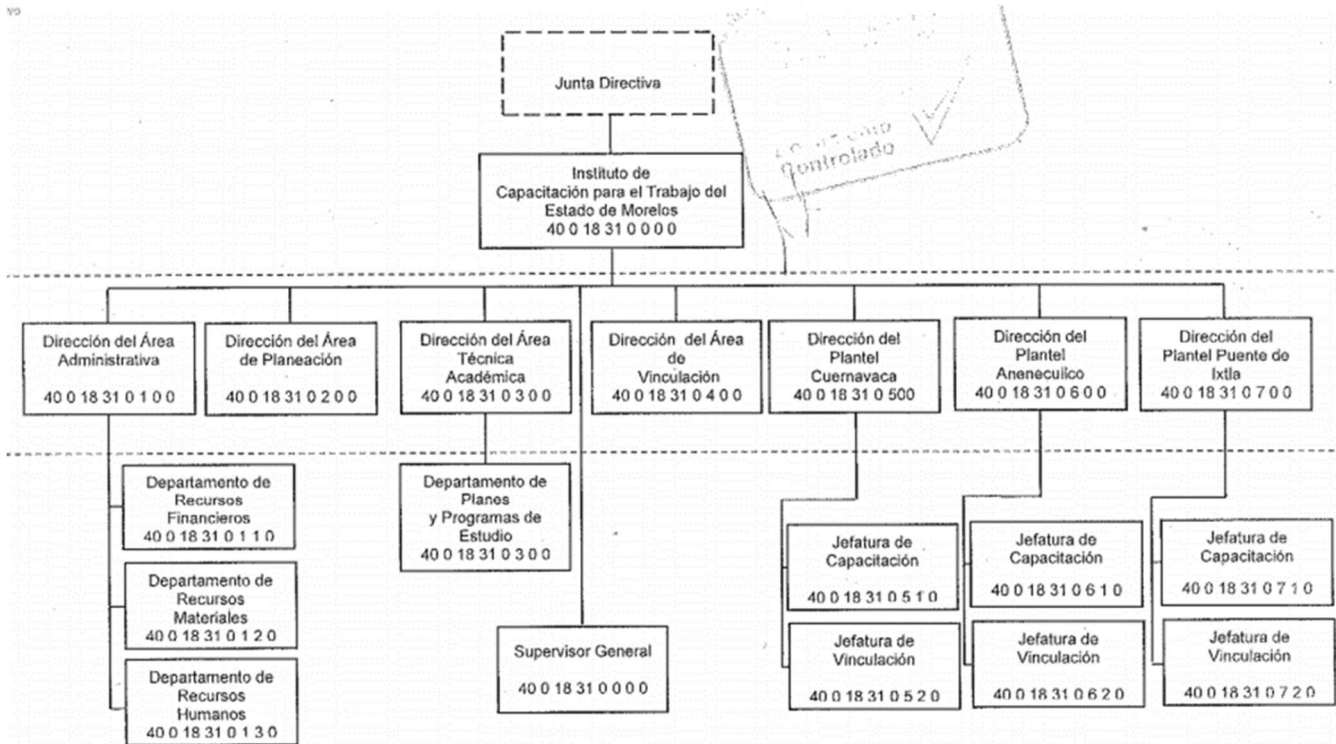 Junta Directiva
Controlado
Instituto de
Capacitación para el Trabajo del
Estado de Morelos
40 0 18 31 0 0 0 0
Dirección del Área
Administrativa
40 0 18 31 0 1 0 0
Dirección del Área
de Planeación
40 0 18 31 0 2 0 0
Dirección del Área
Técnica
Académica
40 0 18 31 0 3 0 0
Dirección del Área
de
Vinculación
40 0 18 31 0 4 0 0
Dirección del
Plantel
Cuernavaca
40 0 18 31 0 500
Dirección del
Plantel
Anenecuilco
40 0 18 31 0 6 0 0
Dirección del
Plantel Puente de
Ixtla
40 0 18 31 0 7 0 0
Departamento de
Recursos
Financieros
40 0 18 31 0 1 1 0
Departamento de
Recursos
Materiales
40 0 18 31 0 1 2 0
Departamento de
Recursos
Humanos
40 0 18 31 0 1 3 0
Departamento de
Planes
y Programas de
Estudio
40 0 18 31 0 3 0 0
Supervisor General
40 0 18 31 0 0 0 0
Jefatura de
Capacitación
40 0 18 31 0 5 1 0
Jefatura de
Vinculación
40 0 18 31 0 5 2 0
Jefatura de
Capacitación
40 0 18 31 0 6 1 0
Jefatura de
Vinculación
40 0 18 31 0 6 2 0
Jefatura de
Capacitación
40 0 18 31 0 7 1 0
Jefatura de
Vinculación
40 0 18 31 0 7 2 0